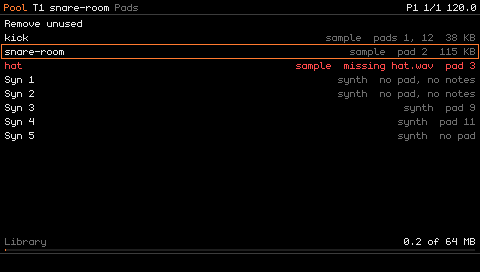 Pool T1 snare-room Pads P1 1/1 120.0
Remove unused
kick sample pads 1, 12 38 KB
snare-room sample pad 2 115 KB
hat sample missing hat.wav pad 3
Syn 1 synth no pad, no notes
Syn 2 synth no pad, no notes
Syn 3 synth pad 9
Syn 4 synth pad 11
Syn 5 synth no pad
Library 0.2 of 64 MB